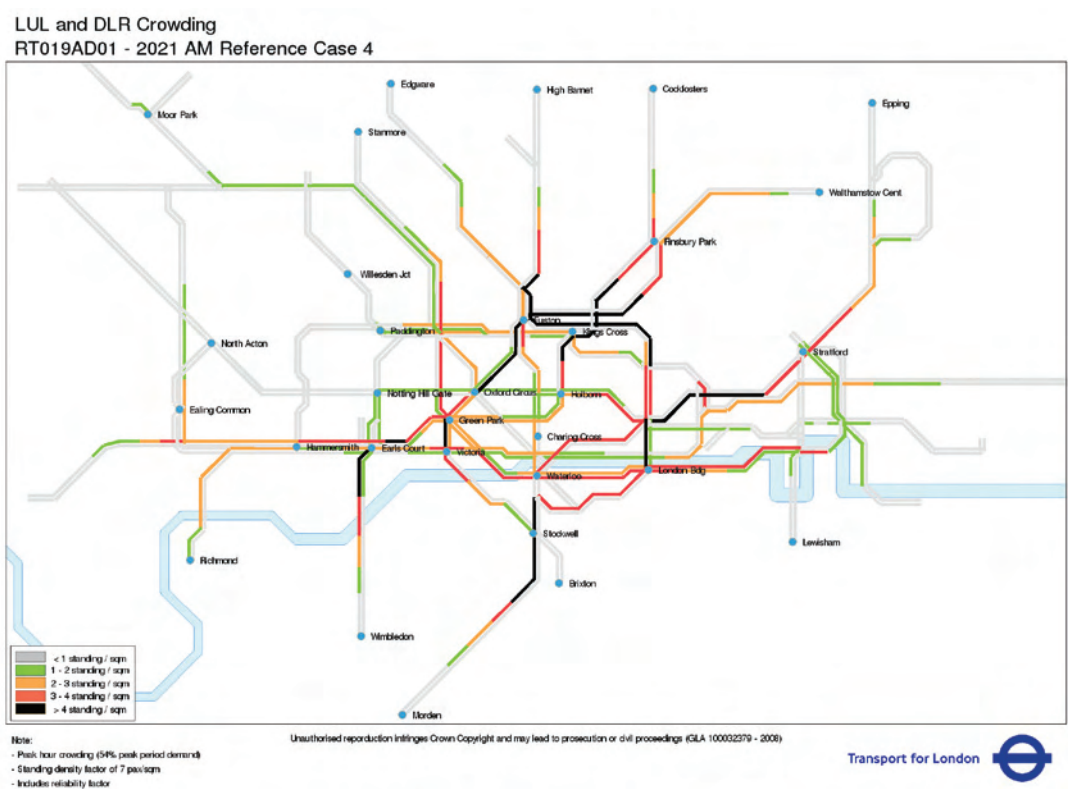 LUL and DLR Crowding
RT019AD01 - 2021 AM Reference Case 4
Edgware
High Barnet
Cockfosters
Epping
Moor Park
Stanmore
Walthamstow Cent
Finsbury Park
Willesden Jct
Euston
Paddington
Kings Cross
North Acton
Stratford
Notting Hill Gate
Oxford Circus
Holborn
Ealing Common
Green Park
Charing Cross
Hammersmith
Earls Court
Victoria
London Bdg
Waterloo
Stockwell
Lewisham
Richmond
Brixton
Wimbledon
Morden
< 1 standing / sqm
1 - 2 standing / sqm
2 - 3 standing / sqm
3 - 4 standing / sqm
> 4 standing / sqm
Note:
- Peak hour crowding (54% peak period demand)
- Standing density factor of 7 pax/sqm
- Includes reliability factor
Unauthorised reporduction infringes Crown Copyright and may lead to prosecution or civil proceedings (GLA 100032379 - 2008)
Transport for London